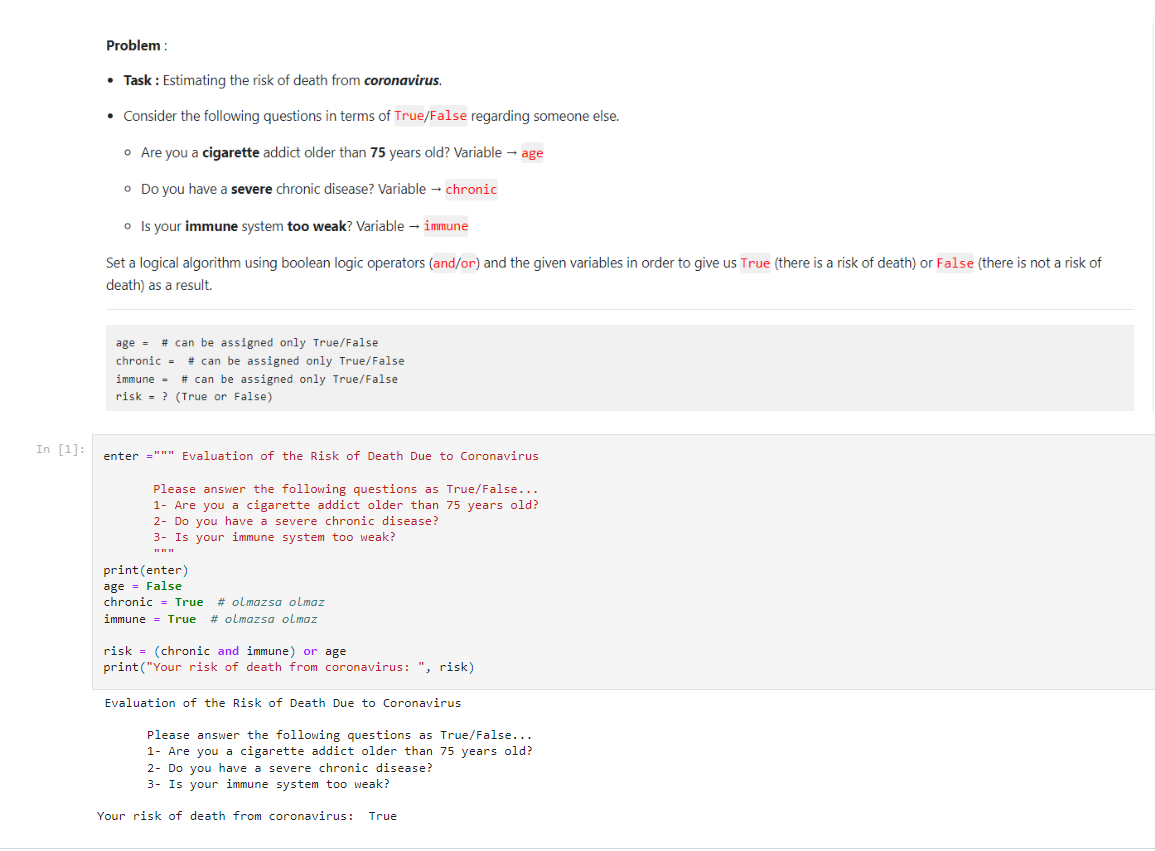 Problem :
• Task : Estimating the risk of death from coronavirus.
• Consider the following questions in terms of True/False regarding someone else.
○ Are you a cigarette addict older than 75 years old? Variable → age
○ Do you have a severe chronic disease? Variable → chronic
○ Is your immune system too weak? Variable → immune
Set a logical algorithm using boolean logic operators (and/or) and the given variables in order to give us True (there is a risk of death) or False (there is not a risk of
death) as a result.
age =  # can be assigned only True/False
chronic =  # can be assigned only True/False
immune =  # can be assigned only True/False
risk = ? (True or False)
In [1]:
enter =""" Evaluation of the Risk of Death Due to Coronavirus
Please answer the following questions as True/False...
1- Are you a cigarette addict older than 75 years old?
2- Do you have a severe chronic disease?
3- Is your immune system too weak?
"""
print(enter)
age = False
chronic = True  # olmazsa olmaz
immune = True  # olmazsa olmaz
risk = (chronic and immune) or age
print("Your risk of death from coronavirus: ", risk)
Evaluation of the Risk of Death Due to Coronavirus
Please answer the following questions as True/False...
1- Are you a cigarette addict older than 75 years old?
2- Do you have a severe chronic disease?
3- Is your immune system too weak?
Your risk of death from coronavirus:  True